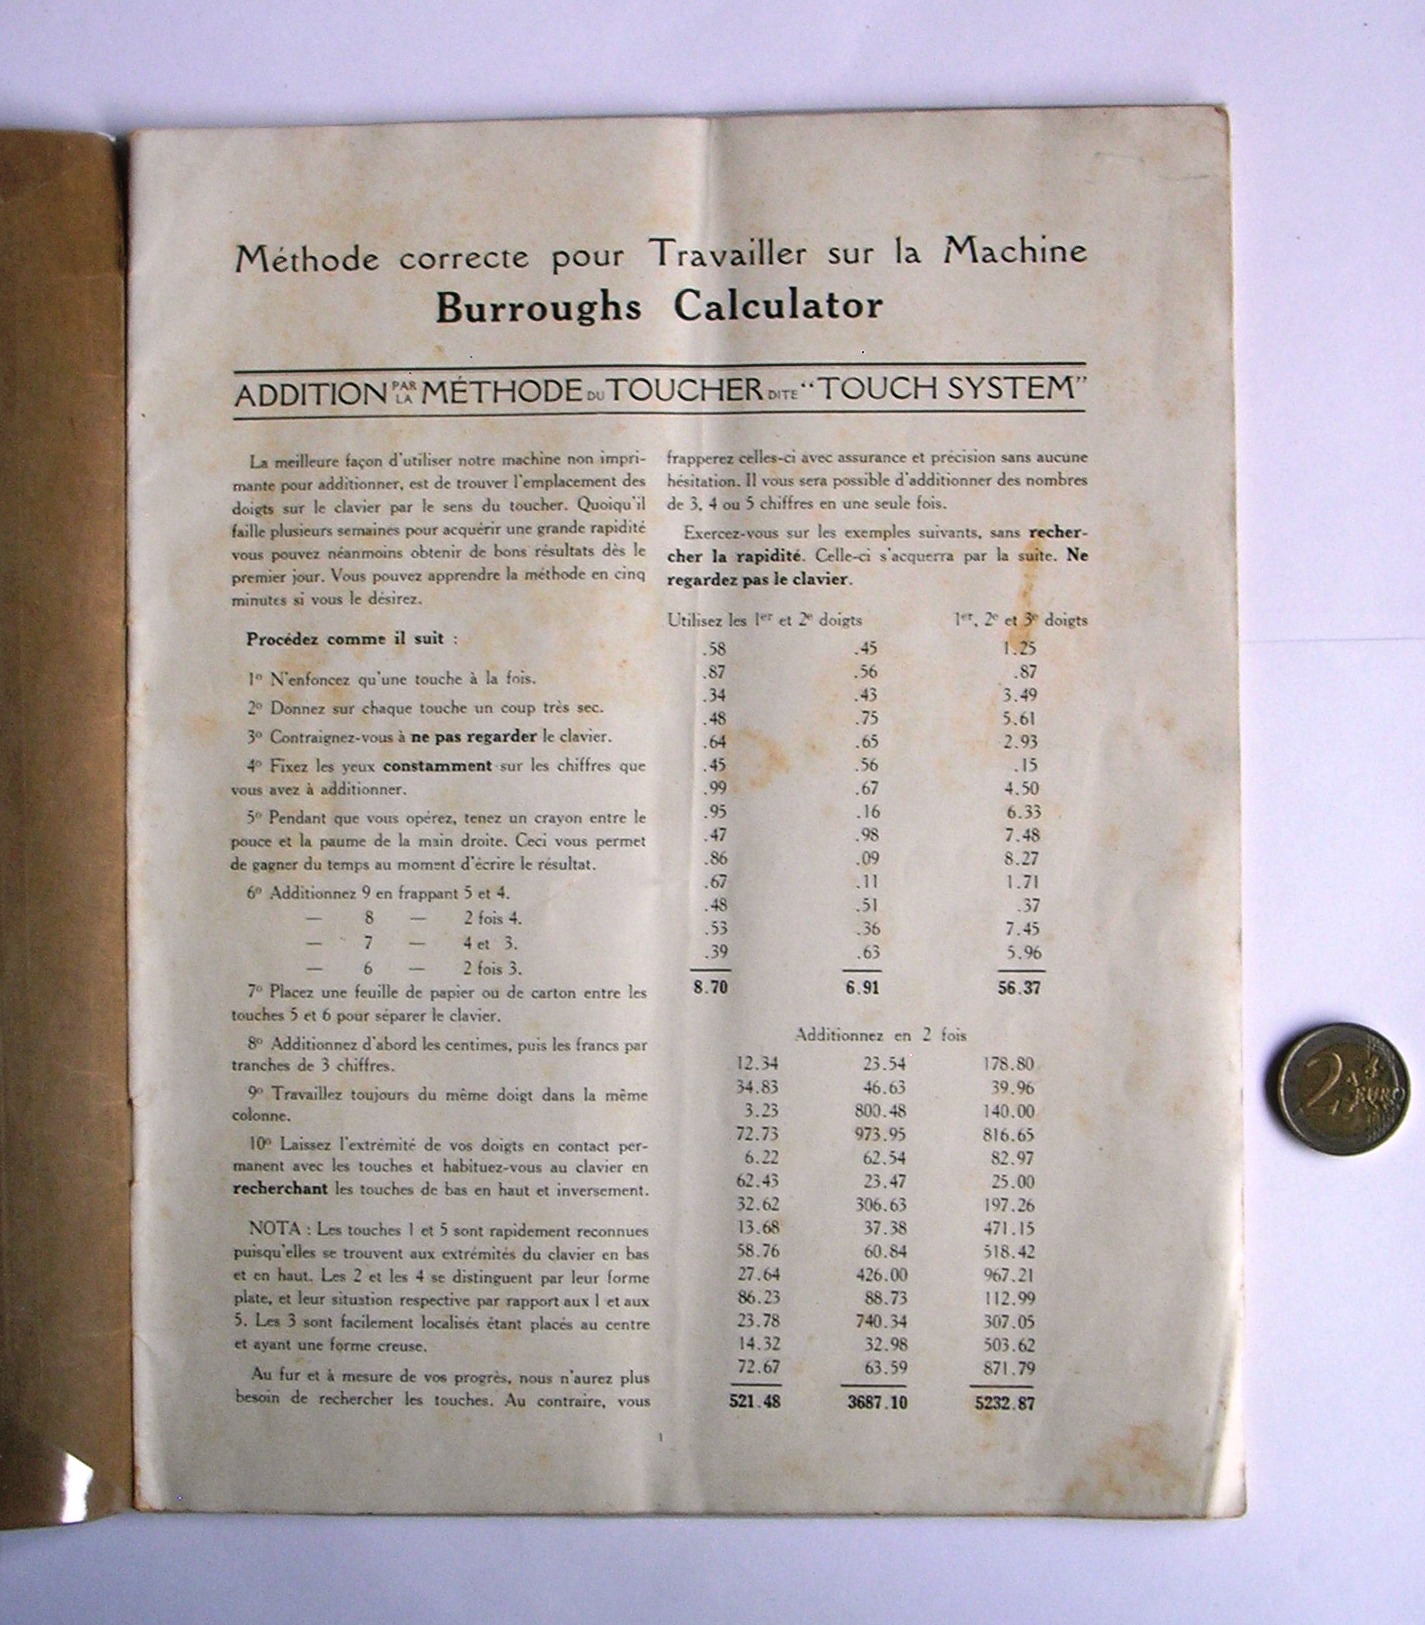 Méthode correcte pour Travailler sur la Machine
Burroughs Calculator
ADDITION PAR LA MÉTHODE DU TOUCHER DITE “TOUCH SYSTEM”
La meilleure façon d'utiliser notre machine non impri-
mante pour additionner, est de trouver l'emplacement des
doigts sur le clavier par le sens du toucher. Quoiqu'il
faille plusieurs semaines pour acquérir une grande rapidité
vous pouvez néanmoins obtenir de bons résultats dès le
premier jour. Vous pouvez apprendre la méthode en cinq
minutes si vous le désirez.
Procédez comme il suit :
1º N'enfoncez qu'une touche à la fois.
2º Donnez sur chaque touche un coup très sec.
3º Contraignez-vous à ne pas regarder le clavier.
4º Fixez les yeux constamment sur les chiffres que
vous avez à additionner.
5º Pendant que vous opérez, tenez un crayon entre le
pouce et la paume de la main droite. Ceci vous permet
de gagner du temps au moment d'écrire le résultat.
6º Additionnez 9 en frappant 5 et 4.
— 8 — 2 fois 4.
— 7 — 4 et 3.
— 6 — 2 fois 3.
7º Placez une feuille de papier ou de carton entre les
touches 5 et 6 pour séparer le clavier.
8º Additionnez d'abord les centimes, puis les francs par
tranches de 3 chiffres.
9º Travaillez toujours du même doigt dans la même
colonne.
10º Laissez l'extrémité de vos doigts en contact per-
manent avec les touches et habituez-vous au clavier en
recherchant les touches de bas en haut et inversement.
NOTA : Les touches 1 et 5 sont rapidement reconnues
puisqu'elles se trouvent aux extrémités du clavier en bas
et en haut. Les 2 et les 4 se distinguent par leur forme
plate, et leur situation respective par rapport aux 1 et aux
5. Les 3 sont facilement localisés étant placés au centre
et ayant une forme creuse.
Au fur et à mesure de vos progrès, nous n'aurez plus
besoin de rechercher les touches. Au contraire, vous
frapperez celles-ci avec assurance et précision sans aucune
hésitation. Il vous sera possible d'additionner des nombres
de 3, 4 ou 5 chiffres en une seule fois.
Exercez-vous sur les exemples suivants, sans recher-
cher la rapidité. Celle-ci s'acquerra par la suite. Ne
regardez pas le clavier.
Utilisez les 1er et 2e doigts 1er, 2e et 3e doigts
.58 .45 1.25
.87 .56 .87
.34 .43 3.49
.48 .75 5.61
.64 .65 2.93
.45 .56 .15
.99 .67 4.50
.95 .16 6.33
.47 .98 7.48
.86 .09 8.27
.67 .11 1.71
.48 .51 .37
.53 .36 7.45
.39 .63 5.96
8.70 6.91 56.37
Additionnez en 2 fois
12.34 23.54 178.80
34.83 46.63 39.96
3.23 800.48 140.00
72.73 973.95 816.65
6.22 62.54 82.97
62.43 23.47 25.00
32.62 306.63 197.26
13.68 37.38 471.15
58.76 60.84 518.42
27.64 426.00 967.21
86.23 88.73 112.99
23.78 740.34 307.05
14.32 32.98 503.62
72.67 63.59 871.79
521.48 3687.10 5232.87
1
2 EURO